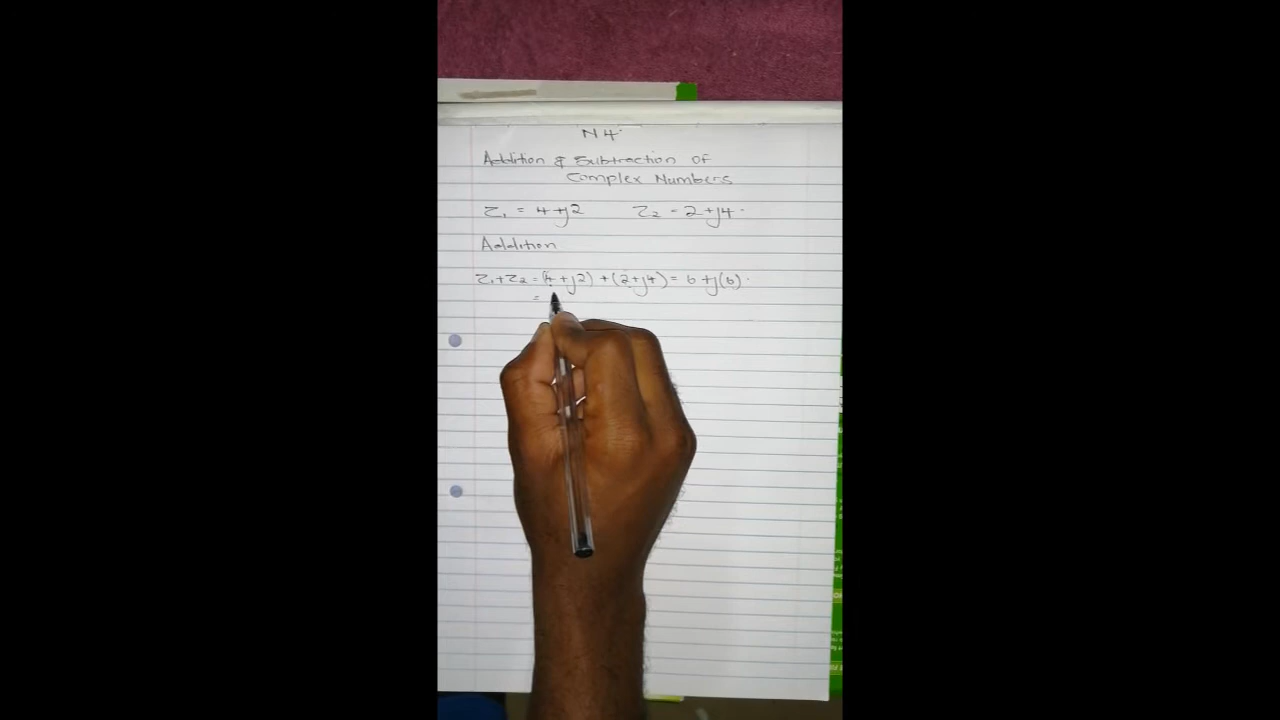 N4
Addition & Subtraction of
Complex Numbers
Z₁ = 4+j2 Z₂ = 2+j4.
Addition
Z₁+Z₂ = (4+j2) + (2+j4) = 6+j(6).
=